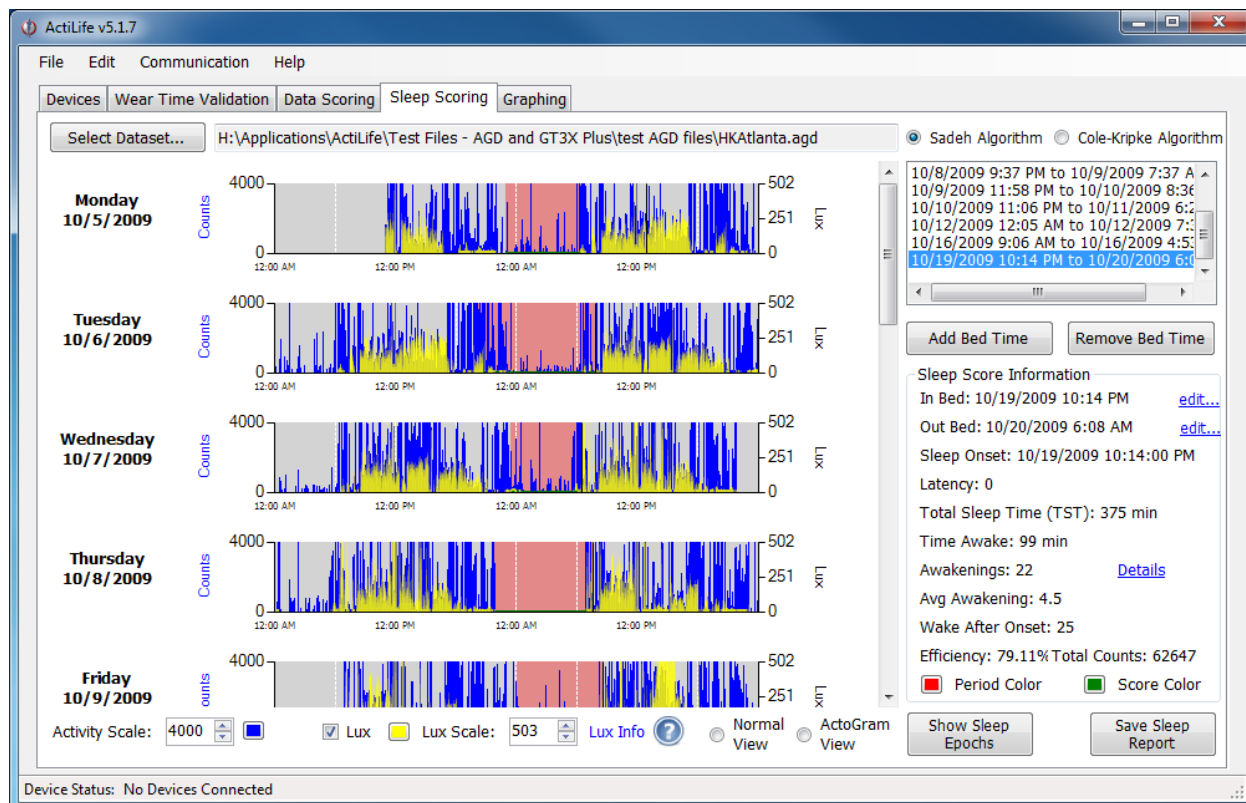 ActiLife v5.1.7
File Edit Communication Help
Devices Wear Time Validation Data Scoring Sleep Scoring Graphing
Select Dataset... H:\Applications\ActiLife\Test Files - AGD and GT3X Plus\test AGD files\HKAtlanta.agd
Sadeh Algorithm Cole-Kripke Algorithm
Monday
10/5/2009
Counts
4000
0
502
251
0
Lux
12:00 AM 12:00 PM 12:00 AM 12:00 PM
Tuesday
10/6/2009
Counts
4000
0
502
251
0
Lux
12:00 AM 12:00 PM 12:00 AM 12:00 PM
Wednesday
10/7/2009
Counts
4000
0
502
251
0
Lux
12:00 AM 12:00 PM 12:00 AM 12:00 PM
Thursday
10/8/2009
Counts
4000
0
502
251
0
Lux
12:00 AM 12:00 PM 12:00 AM 12:00 PM
Friday
10/9/2009
ounts
4000
502
251
Lux
10/8/2009 9:37 PM to 10/9/2009 7:37 A
10/9/2009 11:58 PM to 10/10/2009 8:36
10/10/2009 11:06 PM to 10/11/2009 6:2
10/12/2009 12:05 AM to 10/12/2009 7:
10/16/2009 9:06 AM to 10/16/2009 4:5
10/19/2009 10:14 PM to 10/20/2009 6:0
Add Bed Time Remove Bed Time
Sleep Score Information
In Bed: 10/19/2009 10:14 PM edit...
Out Bed: 10/20/2009 6:08 AM edit...
Sleep Onset: 10/19/2009 10:14:00 PM
Latency: 0
Total Sleep Time (TST): 375 min
Time Awake: 99 min
Awakenings: 22 Details
Avg Awakening: 4.5
Wake After Onset: 25
Efficiency: 79.11% Total Counts: 62647
Period Color Score Color
Activity Scale: 4000 Lux Lux Scale: 503 Lux Info ? Normal View ActoGram View
Show Sleep Epochs Save Sleep Report
Device Status: No Devices Connected